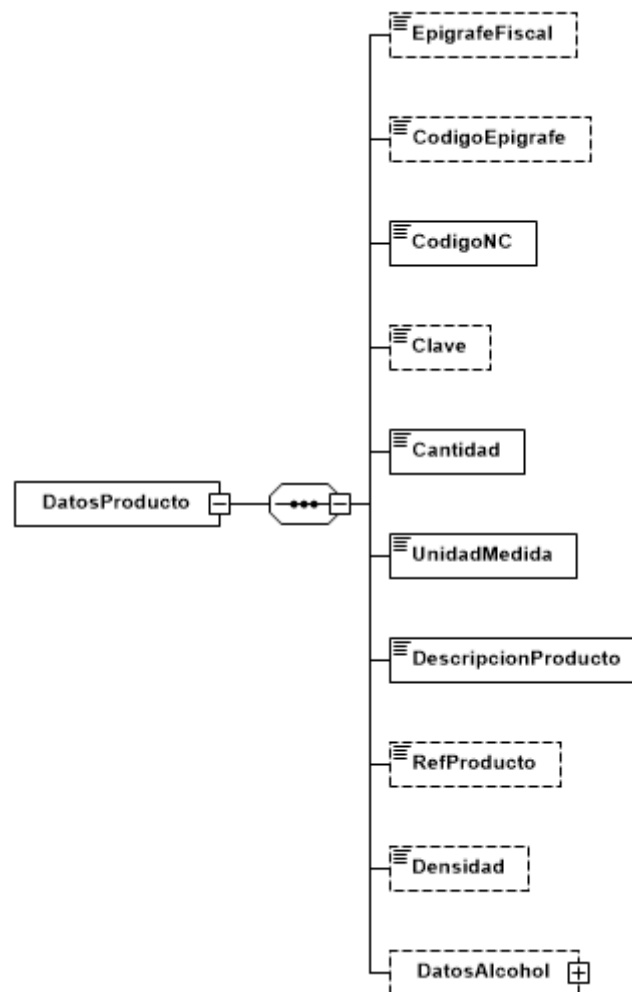 EpigrafeFiscal
CodigoEpigrafe
CodigoNC
Clave
Cantidad
DatosProducto
UnidadMedida
DescripcionProducto
RefProducto
Densidad
DatosAlcohol